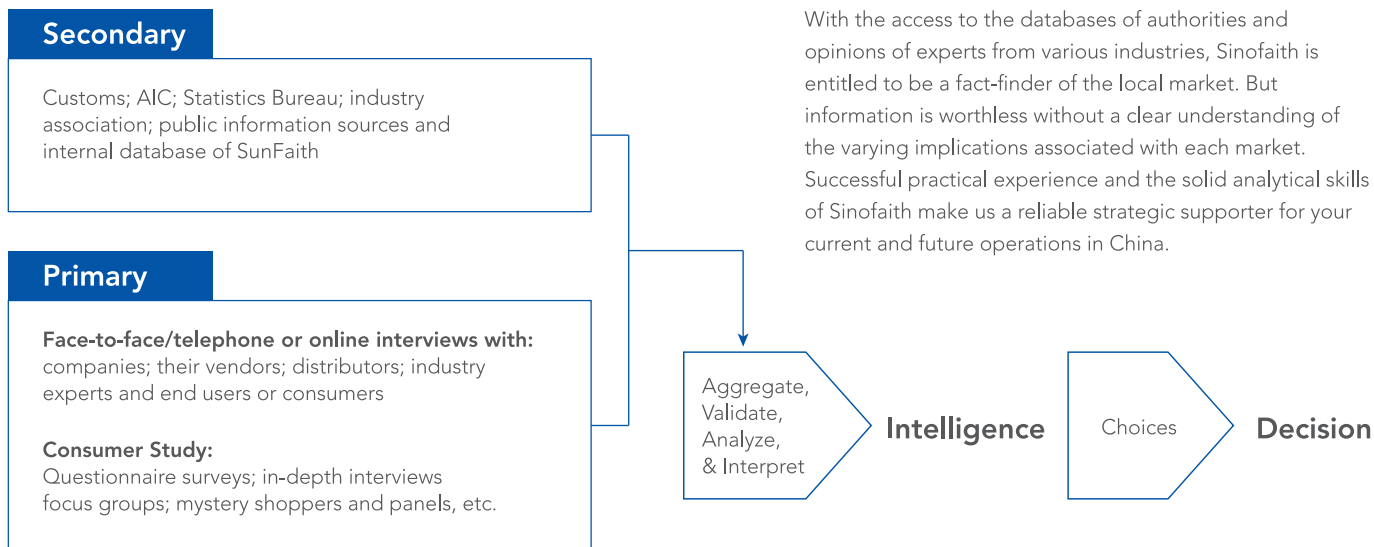 Secondary
Customs; AIC; Statistics Bureau; industry
association; public information sources and
internal database of SunFaith
With the access to the databases of authorities and
opinions of experts from various industries, Sinofaith is
entitled to be a fact-finder of the local market. But
information is worthless without a clear understanding of
the varying implications associated with each market.
Successful practical experience and the solid analytical skills
of Sinofaith make us a reliable strategic supporter for your
current and future operations in China.
Primary
Face-to-face/telephone or online interviews with:
companies; their vendors; distributors; industry
experts and end users or consumers
Consumer Study:
Questionnaire surveys; in-depth interviews
focus groups; mystery shoppers and panels, etc.
Aggregate,
Validate,
Analyze,
& Interpret
Intelligence
Choices
Decision